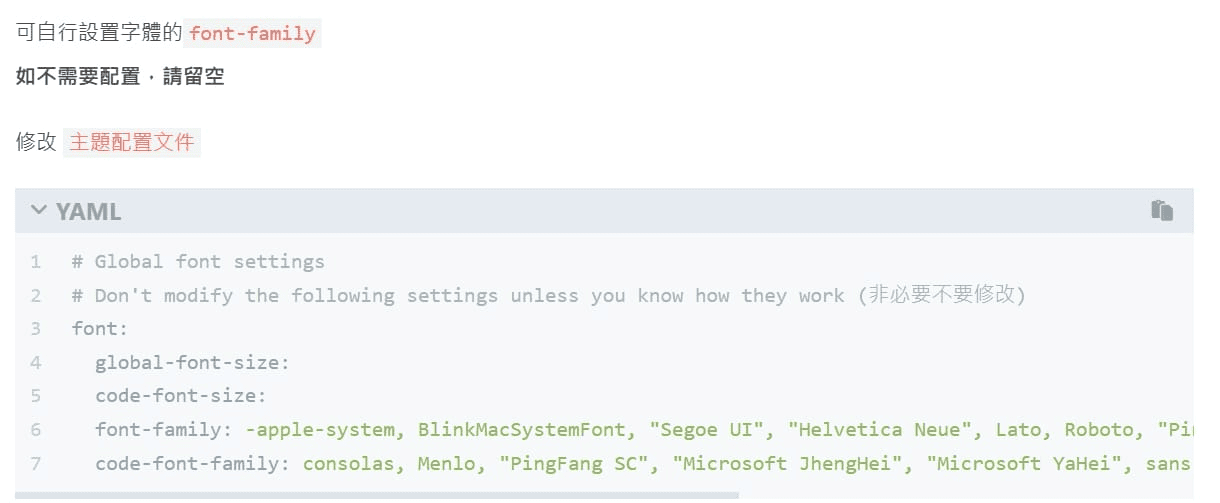 可自行設置字體的 font-family
如不需要配置，請留空
修改 主題配置文件
YAML
1 # Global font settings
2 # Don't modify the following settings unless you know how they work (非必要不要修改)
3 font:
4 global-font-size:
5 code-font-size:
6 font-family: -apple-system, BlinkMacSystemFont, "Segoe UI", "Helvetica Neue", Lato, Roboto,
7 code-font-family: consolas, Menlo, "PingFang SC", "Microsoft JhengHei", "Microsoft YaHei", sans